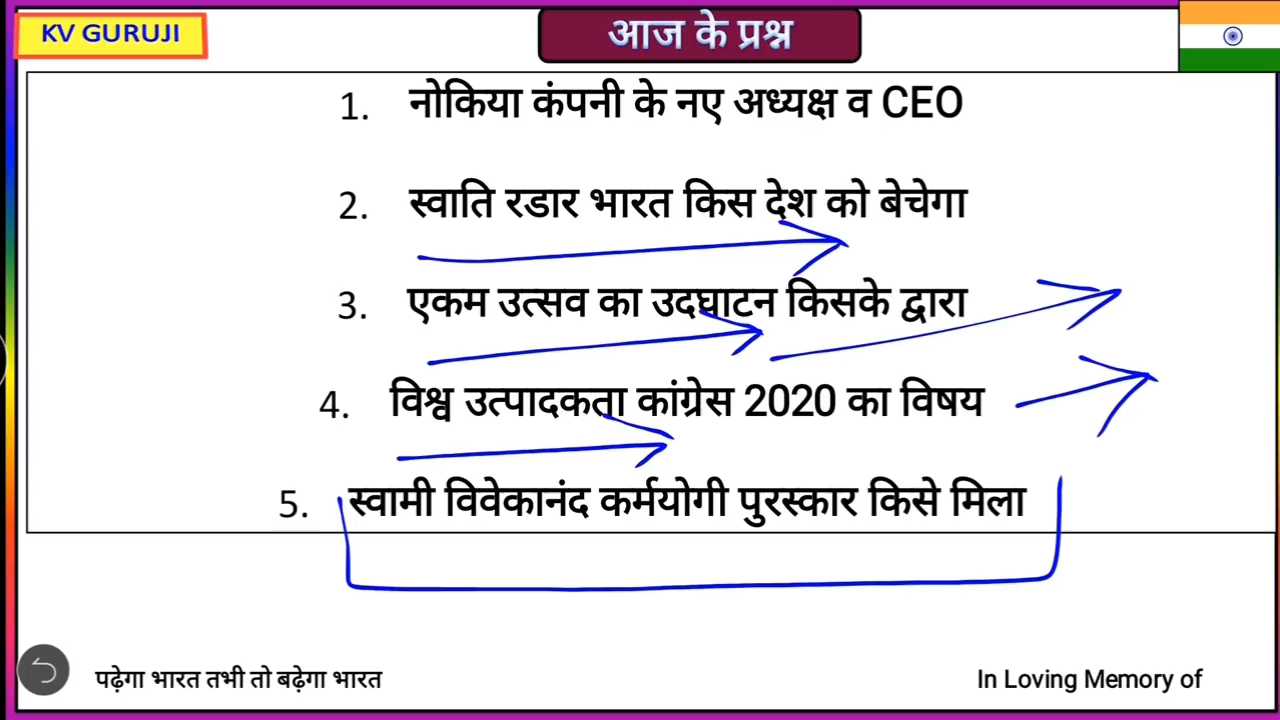 KV GURUJI
आज के प्रश्न
1. नोकिया कंपनी के नए अध्यक्ष व CEO
2. स्वाति रडार भारत किस देश को बेचेगा
3. एकम उत्सव का उदघाटन किसके द्वारा
4. विश्व उत्पादकता कांग्रेस 2020 का विषय
5. स्वामी विवेकानंद कर्मयोगी पुरस्कार किसे मिला
पढ़ेगा भारत तभी तो बढ़ेगा भारत
In Loving Memory of